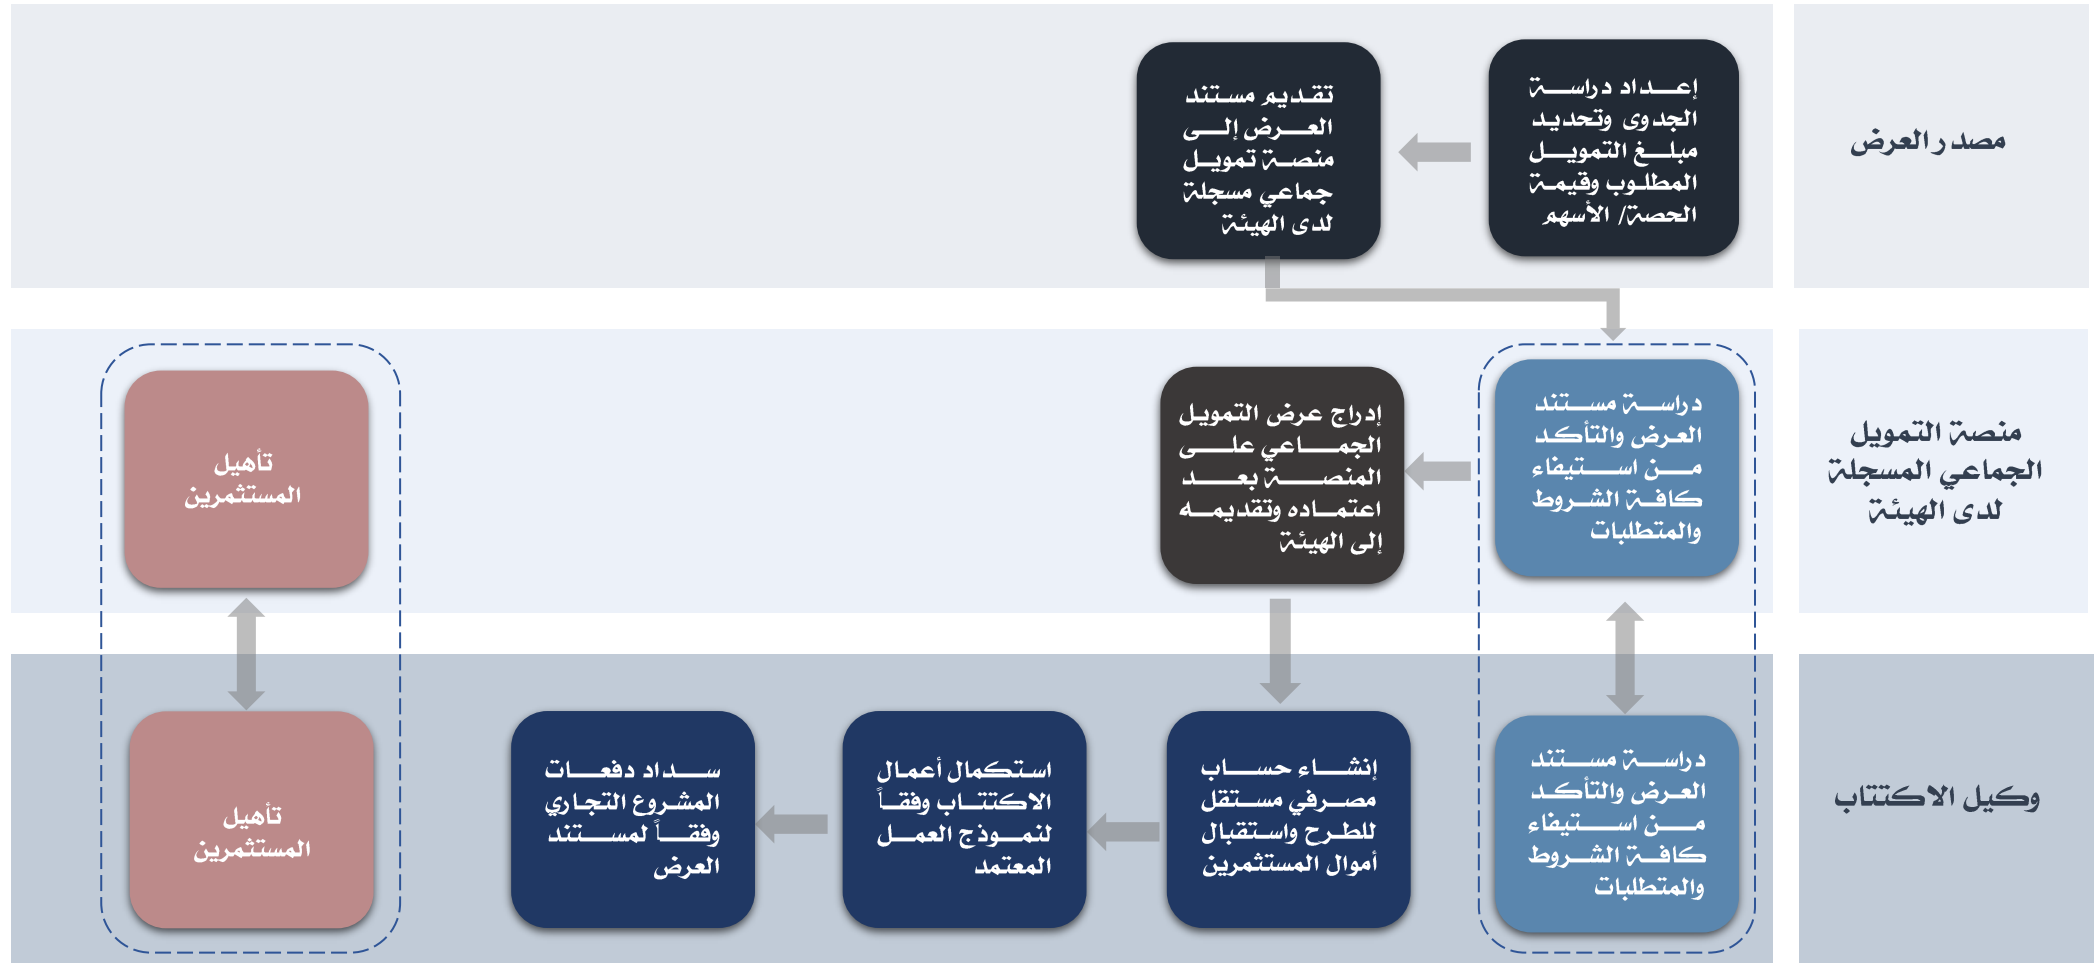 مصدر العرض
إعداد دراسة
الجدوى وتحديد
مبلغ التمويل
المطلوب وقيمة
الحصة/ الأسهم
تقديم مستند
العرض إلى
منصة تمويل
جماعي مسجلة
لدى الهيئة
منصة التمويل
الجماعي المسجلة
لدى الهيئة
دراسة مستند
العرض والتأكد
من استيفاء
كافة الشروط
والمتطلبات
إدراج عرض التمويل
الجماعي على
المنصة بعد
اعتماده وتقديمه
إلى الهيئة
تأهيل
المستثمرين
وكيل الاكتتاب
دراسة مستند
العرض والتأكد
من استيفاء
كافة الشروط
والمتطلبات
إنشاء حساب
مصرفي مستقل
للطرح واستقبال
أموال المستثمرين
استكمال أعمال
الاكتتاب وفقاً
لنموذج العمل
المعتمد
سداد دفعات
المشروع التجاري
وفقاً لمستند
العرض
تأهيل
المستثمرين